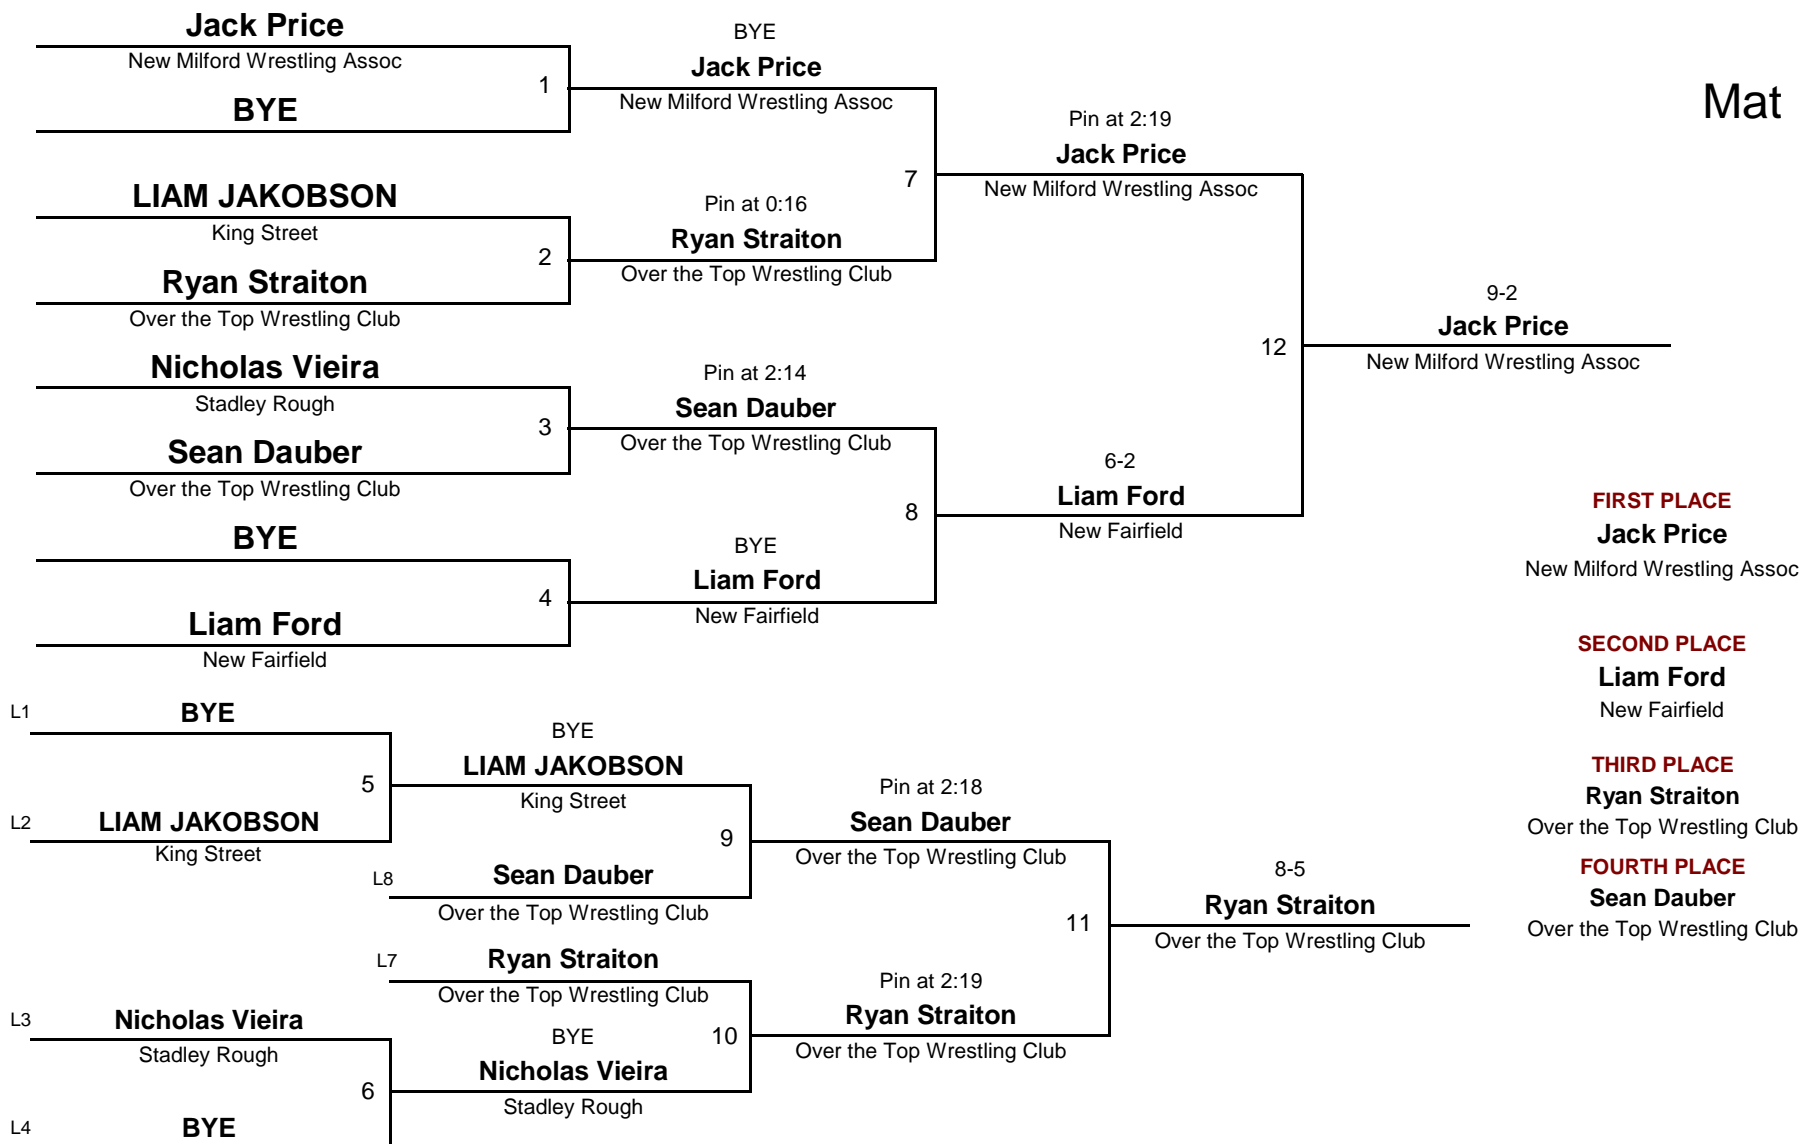 Jack Price
New Milford Wrestling Assoc
1
BYE
BYE
Jack Price
New Milford Wrestling Assoc
Mat
LIAM JAKOBSON
King Street
2
Ryan Straiton
Over the Top Wrestling Club
Pin at 0:16
Ryan Straiton
Over the Top Wrestling Club
7
Pin at 2:19
Jack Price
New Milford Wrestling Assoc
Nicholas Vieira
Stadley Rough
3
Sean Dauber
Over the Top Wrestling Club
Pin at 2:14
Sean Dauber
Over the Top Wrestling Club
BYE
4
Liam Ford
New Fairfield
BYE
Liam Ford
New Fairfield
8
6-2
Liam Ford
New Fairfield
12
9-2
Jack Price
New Milford Wrestling Assoc
FIRST PLACE
Jack Price
New Milford Wrestling Assoc
SECOND PLACE
Liam Ford
New Fairfield
THIRD PLACE
Ryan Straiton
Over the Top Wrestling Club
FOURTH PLACE
Sean Dauber
Over the Top Wrestling Club
L1
BYE
5
L2
LIAM JAKOBSON
King Street
BYE
LIAM JAKOBSON
King Street
9
L8
Sean Dauber
Over the Top Wrestling Club
Pin at 2:18
Sean Dauber
Over the Top Wrestling Club
L7
Ryan Straiton
Over the Top Wrestling Club
10
L3
Nicholas Vieira
Stadley Rough
6
L4
BYE
BYE
Nicholas Vieira
Stadley Rough
Pin at 2:19
Ryan Straiton
Over the Top Wrestling Club
11
8-5
Ryan Straiton
Over the Top Wrestling Club